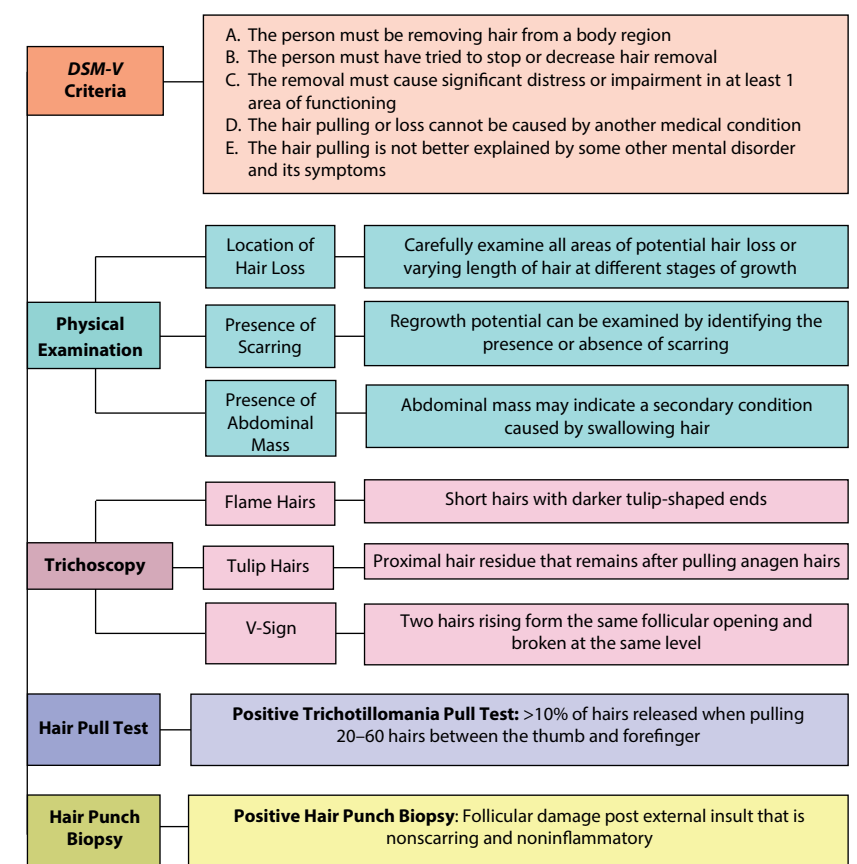 DSM-V
Criteria
A. The person must be removing hair from a body region
B. The person must have tried to stop or decrease hair removal
C. The removal must cause significant distress or impairment in at least 1
area of functioning
D. The hair pulling or loss cannot be caused by another medical condition
E. The hair pulling is not better explained by some other mental disorder
and its symptoms
Physical
Examination
Location of
Hair Loss
Carefully examine all areas of potential hair loss or
varying length of hair at different stages of growth
Presence of
Scarring
Regrowth potential can be examined by identifying the
presence or absence of scarring
Presence of
Abdominal
Mass
Abdominal mass may indicate a secondary condition
caused by swallowing hair
Trichoscopy
Flame Hairs
Short hairs with darker tulip-shaped ends
Tulip Hairs
Proximal hair residue that remains after pulling anagen hairs
V-Sign
Two hairs rising form the same follicular opening and
broken at the same level
Hair Pull Test
Positive Trichotillomania Pull Test: >10% of hairs released when pulling
20–60 hairs between the thumb and forefinger
Hair Punch
Biopsy
Positive Hair Punch Biopsy: Follicular damage post external insult that is
nonscarring and noninflammatory